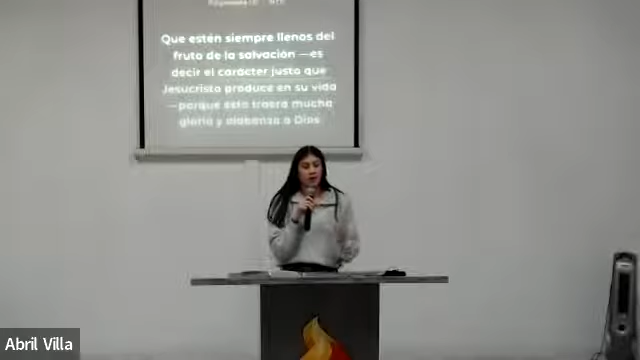 Que estén siempre llenos del
fruto de la salvación —es
decir el carácter justo que
Jesucristo produce en su vida
—porque esto traerá mucha
gloria y alabanza a Dios
Abril Villa